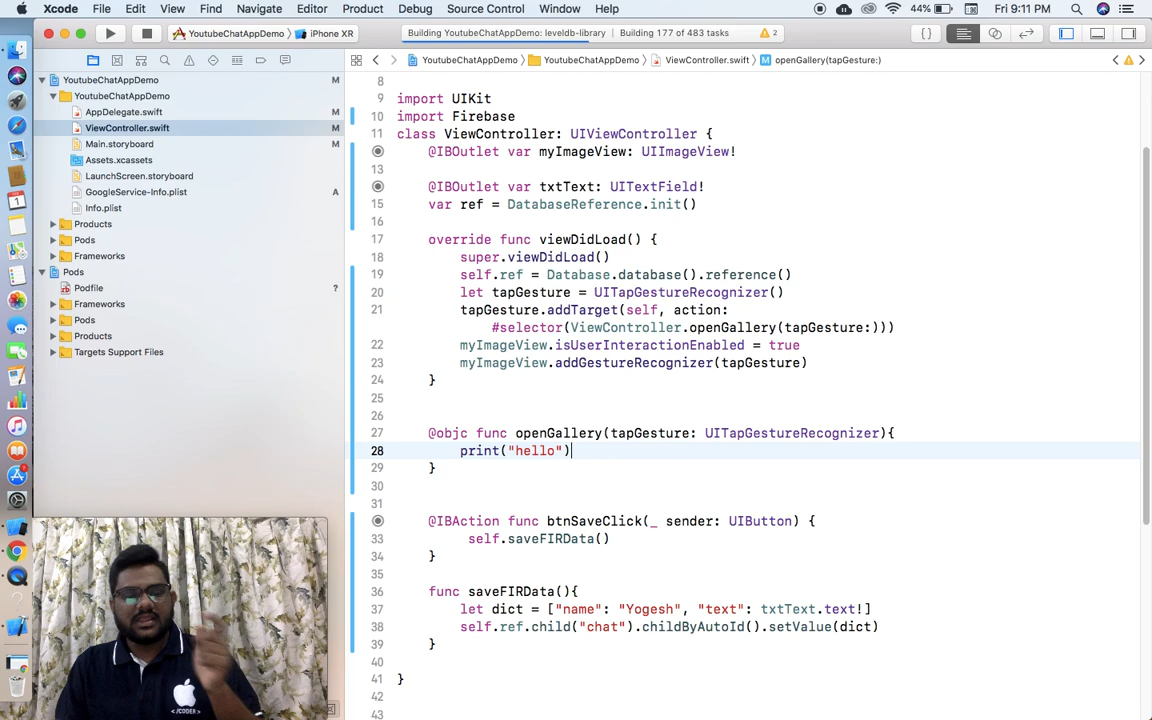 Xcode File Edit View Find Navigate Editor Product Debug Source Control Window Help 44% Fri 9:11 PM
YoutubeChatAppDemo iPhone XR Building YoutubeChatAppDemo: leveldb-library Building 177 of 483 tasks 2
YoutubeChatAppDemo YoutubeChatAppDemo ViewController.swift M openGallery(tapGesture:)
YoutubeChatAppDemo M
YoutubeChatAppDemo
AppDelegate.swift M
ViewController.swift M
Main.storyboard M
Assets.xcassets
LaunchScreen.storyboard
GoogleService-Info.plist A
Info.plist
Products
Pods
Frameworks
Pods
Podfile ?
Frameworks
Pods
Products
Targets Support Files
8
9 import UIKit
10 import Firebase
11 class ViewController: UIViewController {
@IBOutlet var myImageView: UIImageView!
13
@IBOutlet var txtText: UITextField!
15 var ref = DatabaseReference.init()
16
17 override func viewDidLoad() {
18 super.viewDidLoad()
19 self.ref = Database.database().reference()
20 let tapGesture = UITapGestureRecognizer()
21 tapGesture.addTarget(self, action:
#selector(ViewController.openGallery(tapGesture:)))
22 myImageView.isUserInteractionEnabled = true
23 myImageView.addGestureRecognizer(tapGesture)
24 }
25
26
27 @objc func openGallery(tapGesture: UITapGestureRecognizer){
28 print("hello")
29 }
30
31
@IBAction func btnSaveClick(_ sender: UIButton) {
33 self.saveFIRData()
34 }
35
36 func saveFIRData(){
37 let dict = ["name": "Yogesh", "text": txtText.text!]
38 self.ref.child("chat").childByAutoId().setValue(dict)
39 }
40
41 }
42
43
</CODER>